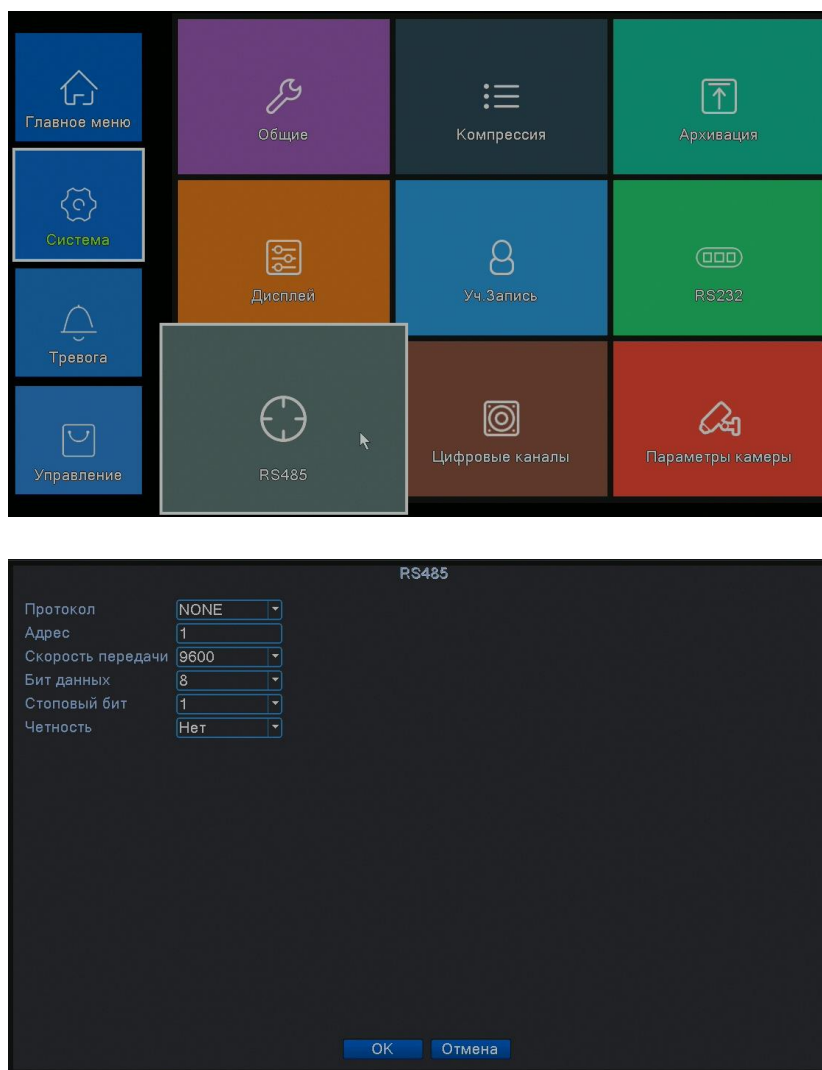 Главное меню
Общие
Компрессия
Архивация
Система
Дисплей
Уч.Запись
RS232
Тревога
RS485
Цифровые каналы
Параметры камеры
Управление
RS485
Протокол NONE
Адрес 1
Скорость передачи 9600
Бит данных 8
Стоповый бит 1
Четность Нет
OK Отмена